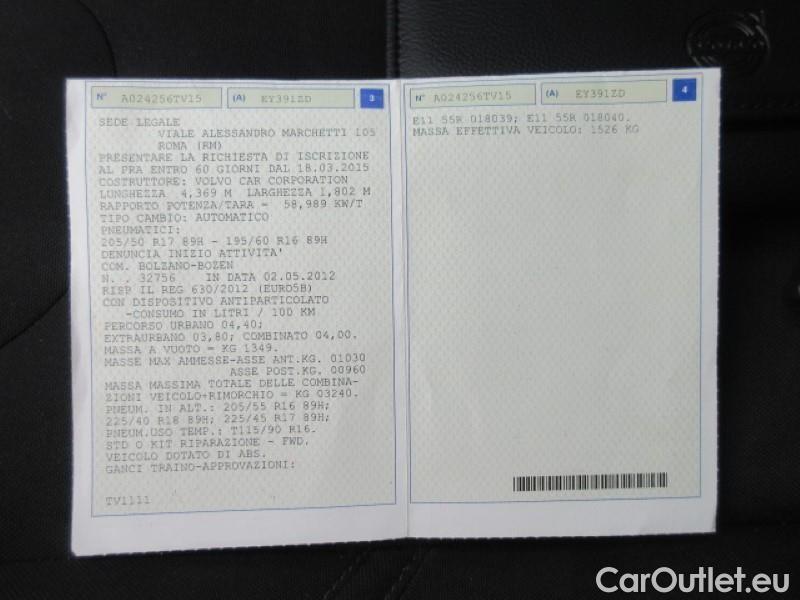 N° A024256TV15 (A) EY391ZD 3
SEDE LEGALE
VIALE ALESSANDRO MARCHETTI 105
ROMA (RM)
PRESENTARE LA RICHIESTA DI ISCRIZIONE
AL PRA ENTRO 60 GIORNI DAL 18.03.2015
COSTRUTTORE: VOLVO CAR CORPORATION
LUNGHEZZA 4,369 M LARGHEZZA 1,802 M
RAPPORTO POTENZA/TARA = 58,989 KW/T
TIPO CAMBIO: AUTOMATICO
PNEUMATICI:
205/50 R17 89H - 195/60 R16 89H
DENUNCIA INIZIO ATTIVITA'
COM. BOLZANO-BOZEN
N. . 32756 IN DATA 02.05.2012
RISP IL REG 630/2012 (EURO5B)
CON DISPOSITIVO ANTIPARTICOLATO
-CONSUMO IN LITRI / 100 KM
PERCORSO URBANO 04,40;
EXTRAURBANO 03,80; COMBINATO 04,00.
MASSA A VUOTO = KG 1349.
MASSE MAX AMMESSE-ASSE ANT.KG. 01030
ASSE POST.KG. 00960
MASSA MASSIMA TOTALE DELLE COMBINA-
ZIONI VEICOLO+RIMORCHIO = KG 03240.
PNEUM. IN ALT.: 205/55 R16 89H;
225/40 R18 89H; 225/45 R17 89H;
PNEUM.USO TEMP.: T115/90 R16.
STD O KIT RIPARAZIONE - FWD.
VEICOLO DOTATO DI ABS.
GANCI TRAINO-APPROVAZIONI:
TV1111
N° A024256TV15 (A) EY391ZD 4
E11 55R 018039; E11 55R 018040.
MASSA EFFETTIVA VEICOLO: 1526 KG
VOLVO
CarOutlet.eu